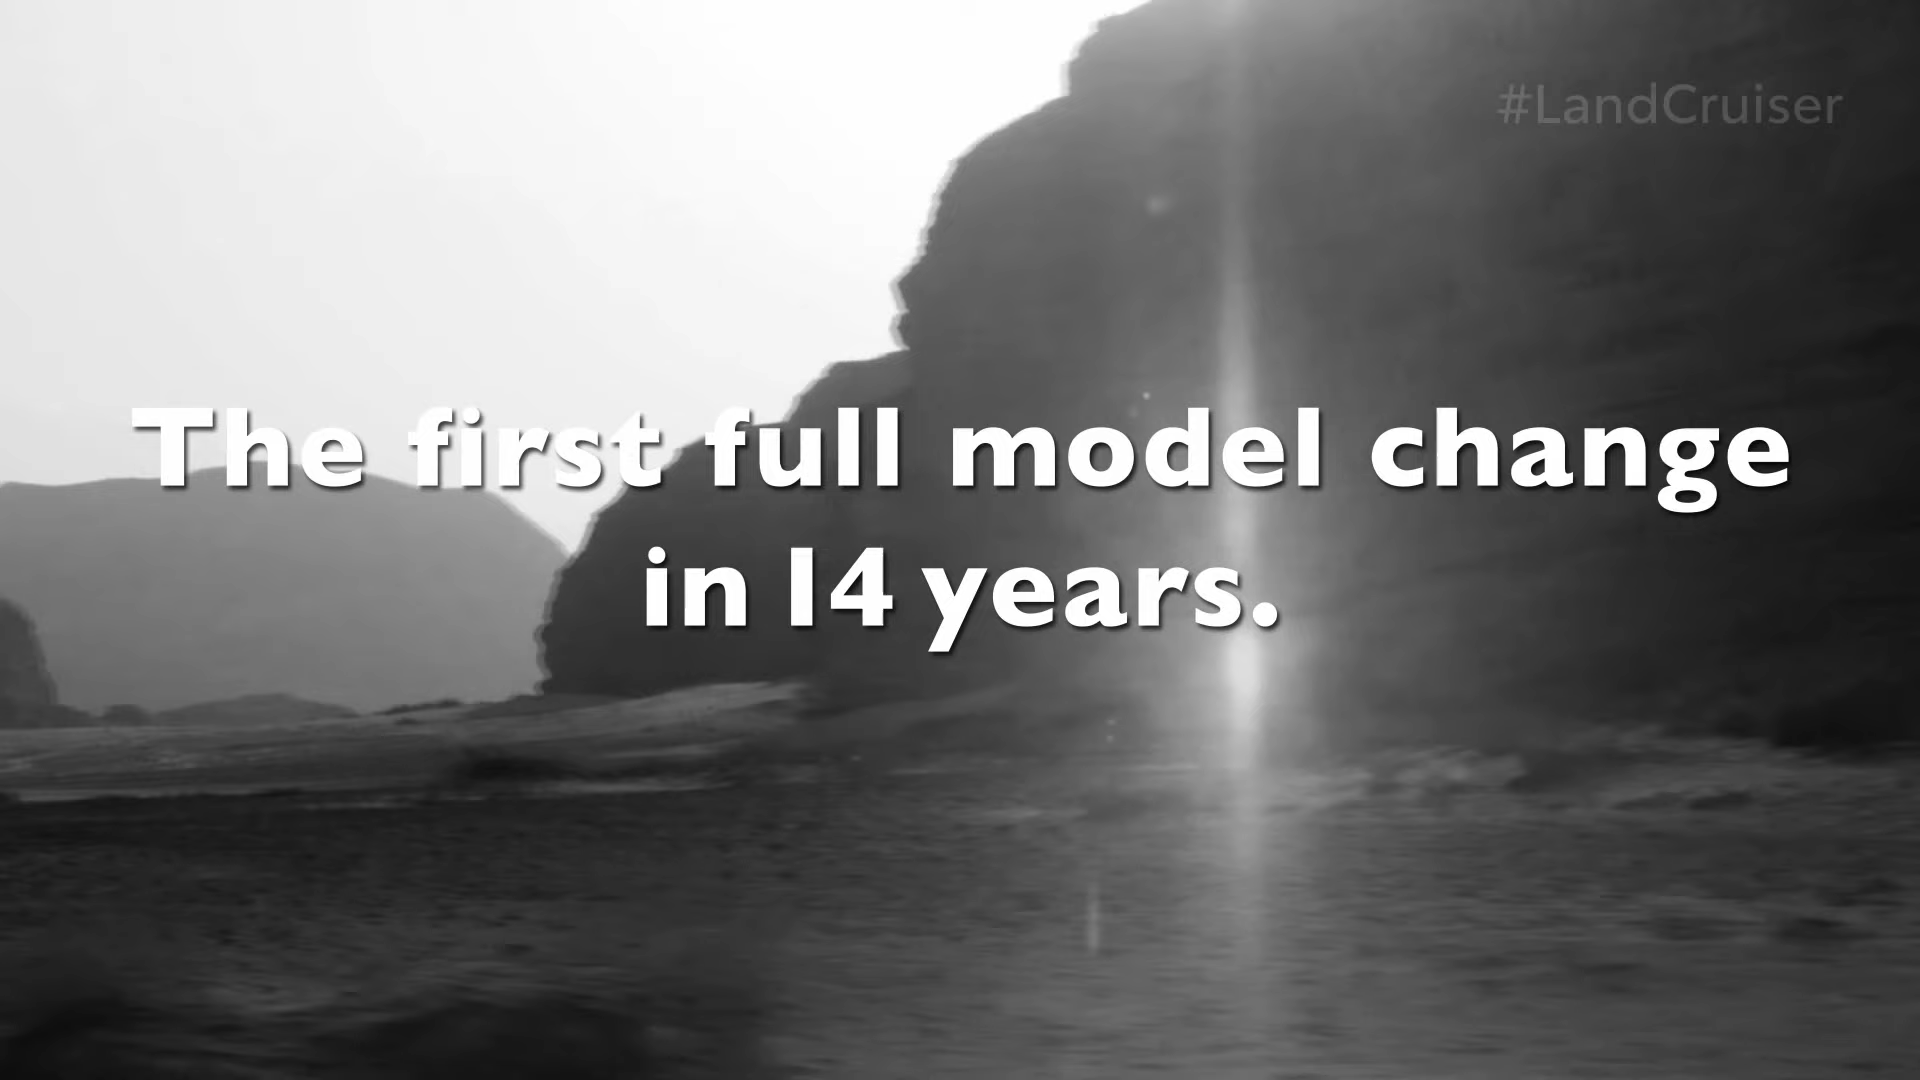 #LandCruiser
The first full model change
in 14 years.